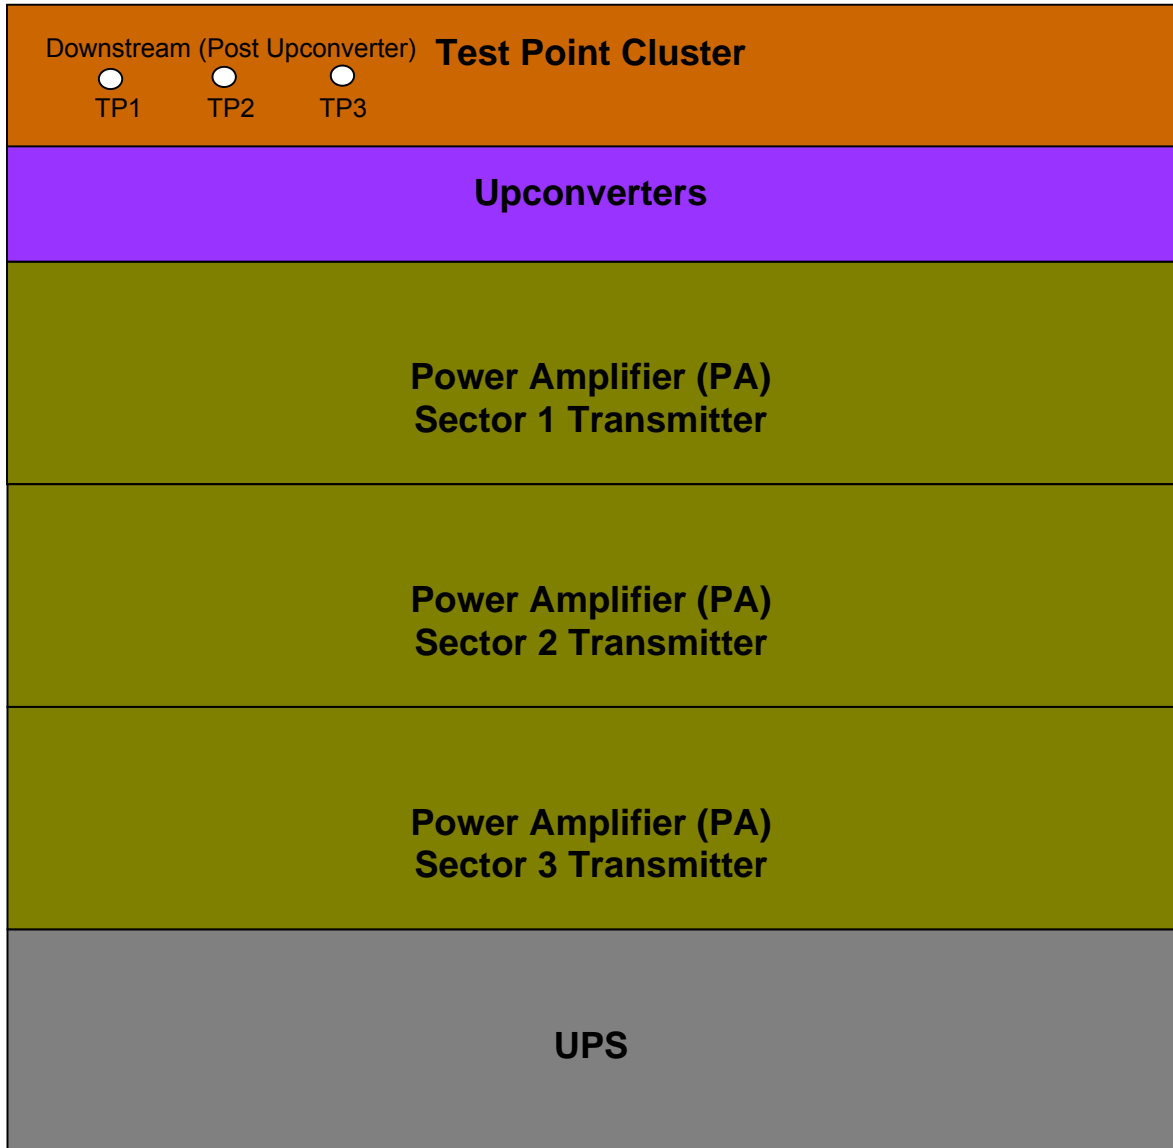 Downstream (Post Upconverter) Test Point Cluster
TP1 TP2 TP3
Upconverters
Power Amplifier (PA)
Sector 1 Transmitter
Power Amplifier (PA)
Sector 2 Transmitter
Power Amplifier (PA)
Sector 3 Transmitter
UPS